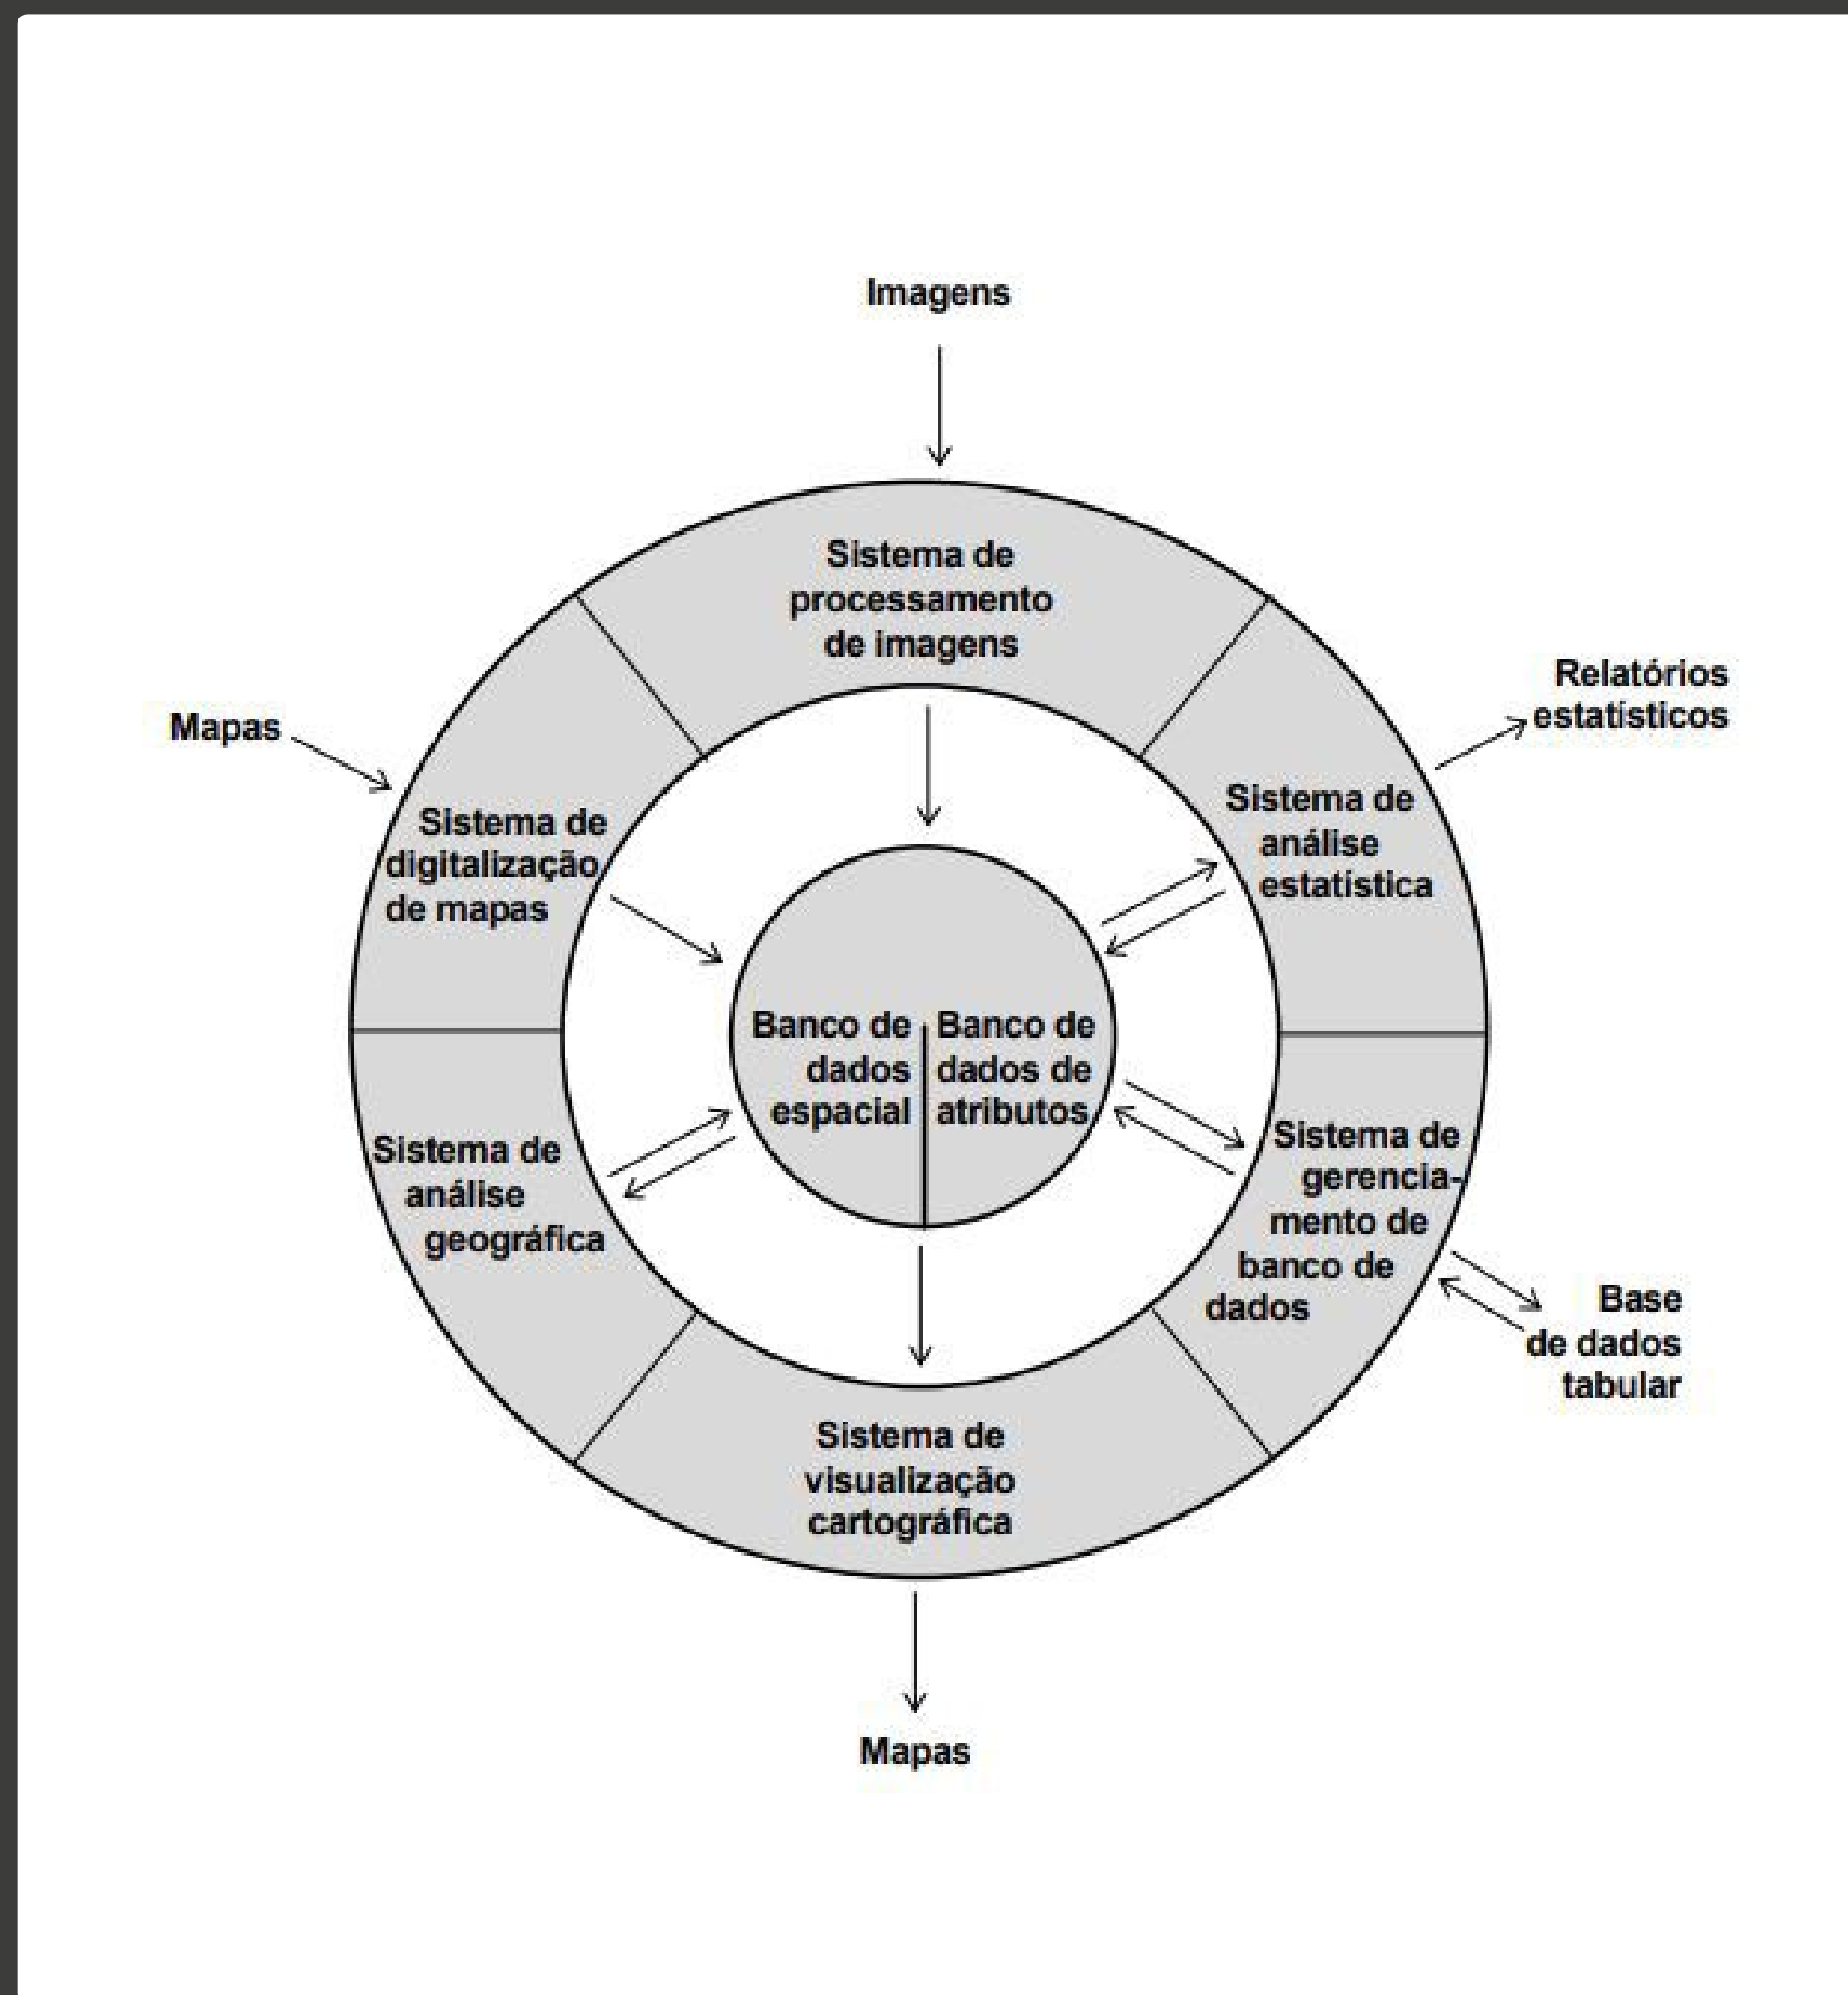 Imagens
Sistema de
processamento
de imagens
Relatórios
estatísticos
Mapas
Sistema de
análise
estatística
Sistema de
digitalização
de mapas
Banco de
dados
espacial
Banco de
dados de
atributos
Sistema de
análise
geográfica
Sistema de
gerencia-
mento de
banco de
dados
Base
de dados
tabular
Sistema de
visualização
cartográfica
Mapas